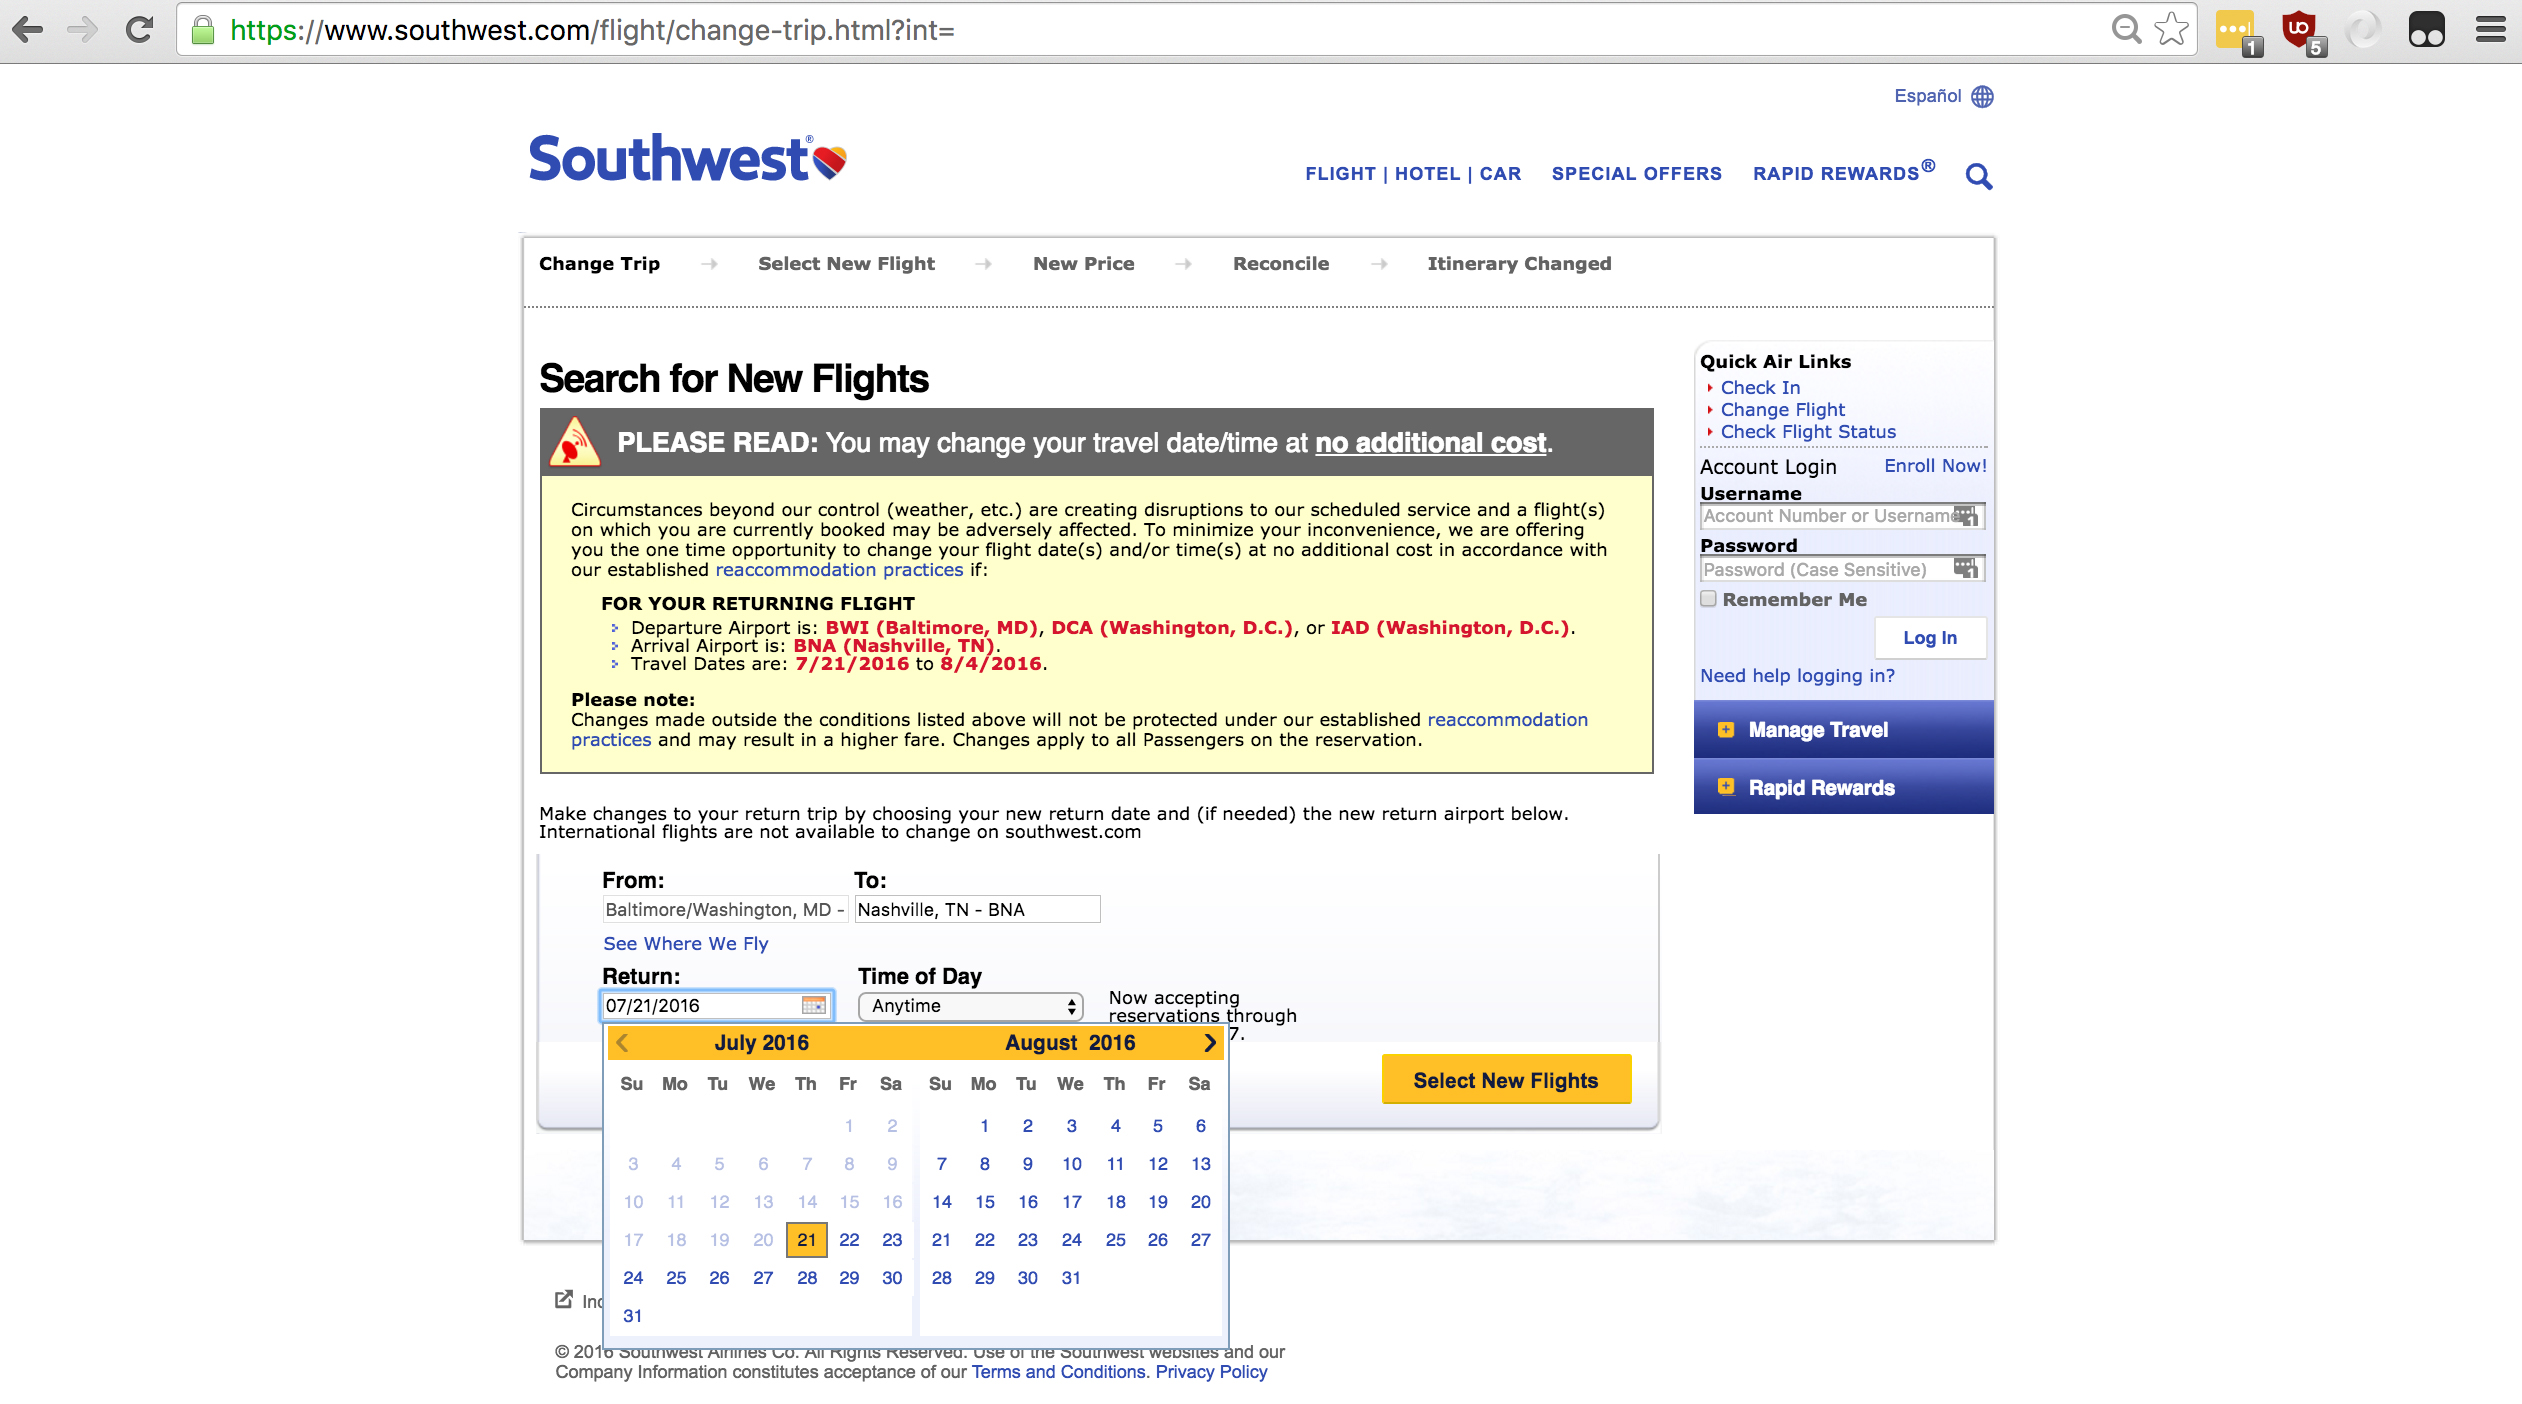 https://www.southwest.com/flight/change-trip.html?int=
1
5
Español
Southwest®
FLIGHT | HOTEL | CAR
SPECIAL OFFERS
RAPID REWARDS®
Change Trip
Select New Flight
New Price
Reconcile
Itinerary Changed
Search for New Flights
PLEASE READ: You may change your travel date/time at no additional cost.
Circumstances beyond our control (weather, etc.) are creating disruptions to our scheduled service and a flight(s)
on which you are currently booked may be adversely affected. To minimize your inconvenience, we are offering
you the one time opportunity to change your flight date(s) and/or time(s) at no additional cost in accordance with
our established reaccommodation practices if:
FOR YOUR RETURNING FLIGHT
Departure Airport is: BWI (Baltimore, MD), DCA (Washington, D.C.), or IAD (Washington, D.C.).
Arrival Airport is: BNA (Nashville, TN).
Travel Dates are: 7/21/2016 to 8/4/2016.
Please note:
Changes made outside the conditions listed above will not be protected under our established reaccommodation
practices and may result in a higher fare. Changes apply to all Passengers on the reservation.
Make changes to your return trip by choosing your new return date and (if needed) the new return airport below.
International flights are not available to change on southwest.com
From:
To:
Baltimore/Washington, MD -
Nashville, TN - BNA
See Where We Fly
Return:
Time of Day
07/21/2016
Anytime
Now accepting
reservations through
7.
Select New Flights
July 2016
August 2016
Su Mo Tu We Th Fr Sa
1 2
3 4 5 6 7 8 9
10 11 12 13 14 15 16
17 18 19 20 21 22 23
24 25 26 27 28 29 30
31
Su Mo Tu We Th Fr Sa
1 2 3 4 5 6
7 8 9 10 11 12 13
14 15 16 17 18 19 20
21 22 23 24 25 26 27
28 29 30 31
Quick Air Links
Check In
Change Flight
Check Flight Status
Account Login
Enroll Now!
Username
Account Number or Username
Password
Password (Case Sensitive)
Remember Me
Log In
Need help logging in?
Manage Travel
Rapid Rewards
© 2016 Southwest Airlines Co. All Rights Reserved. Use of the Southwest websites and our
Company Information constitutes acceptance of our Terms and Conditions. Privacy Policy